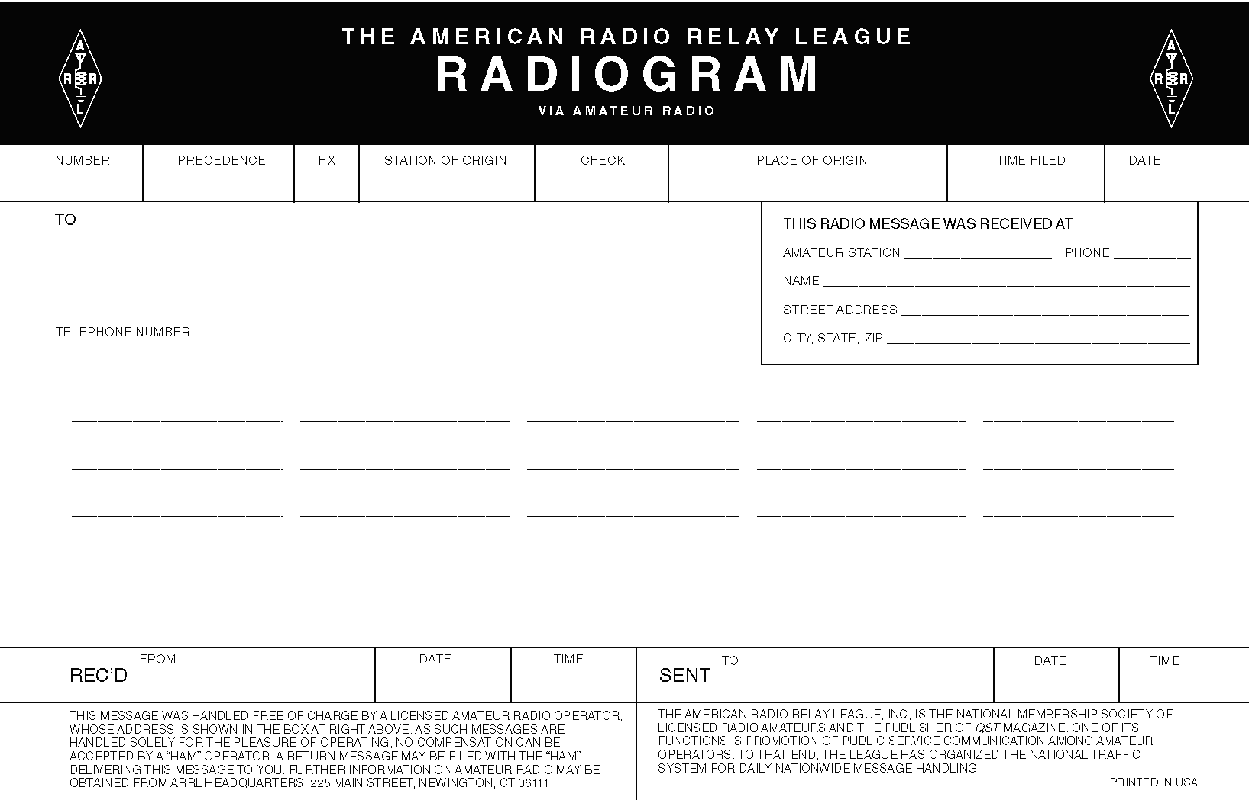 THE AMERICAN RADIO RELAY LEAGUE
RADIOGRAM
VIA AMATEUR RADIO
ARRL
ARRL
NUMBER PRECEDENCE HX STATION OF ORIGIN CHECK PLACE OF ORIGIN TIME FILED DATE
TO
THIS RADIO MESSAGE WAS RECEIVED AT
AMATEUR STATION PHONE
NAME
STREET ADDRESS
TELEPHONE NUMBER
CITY, STATE, ZIP
REC'D FROM DATE TIME
SENT TO DATE TIME
THIS MESSAGE WAS HANDLED FREE OF CHARGE BY A LICENSED AMATEUR RADIO OPERATOR,
WHOSE ADDRESS IS SHOWN IN THE BOX AT RIGHT ABOVE. AS SUCH MESSAGES ARE
HANDLED SOLELY FOR THE PLEASURE OF OPERATING, NO COMPENSATION CAN BE
ACCEPTED BY A "HAM" OPERATOR. A RETURN MESSAGE MAY BE FILED WITH THE "HAM"
DELIVERING THIS MESSAGE TO YOU. FURTHER INFORMATION ON AMATEUR RADIO MAY BE
OBTAINED FROM ARRL HEADQUARTERS, 225 MAIN STREET, NEWINGTON, CT 06111
THE AMERICAN RADIO RELAY LEAGUE, INC. IS THE NATIONAL MEMBERSHIP SOCIETY OF
LICENSED RADIO AMATEURS AND THE PUBLISHER OF QST MAGAZINE. ONE OF ITS
FUNCTIONS IS PROMOTION OF PUBLIC SERVICE COMMUNICATION AMONG AMATEUR
OPERATORS. TO THAT END, THE LEAGUE HAS ORGANIZED THE NATIONAL TRAFFIC
SYSTEM FOR DAILY NATIONWIDE MESSAGE HANDLING
PRINTED IN USA